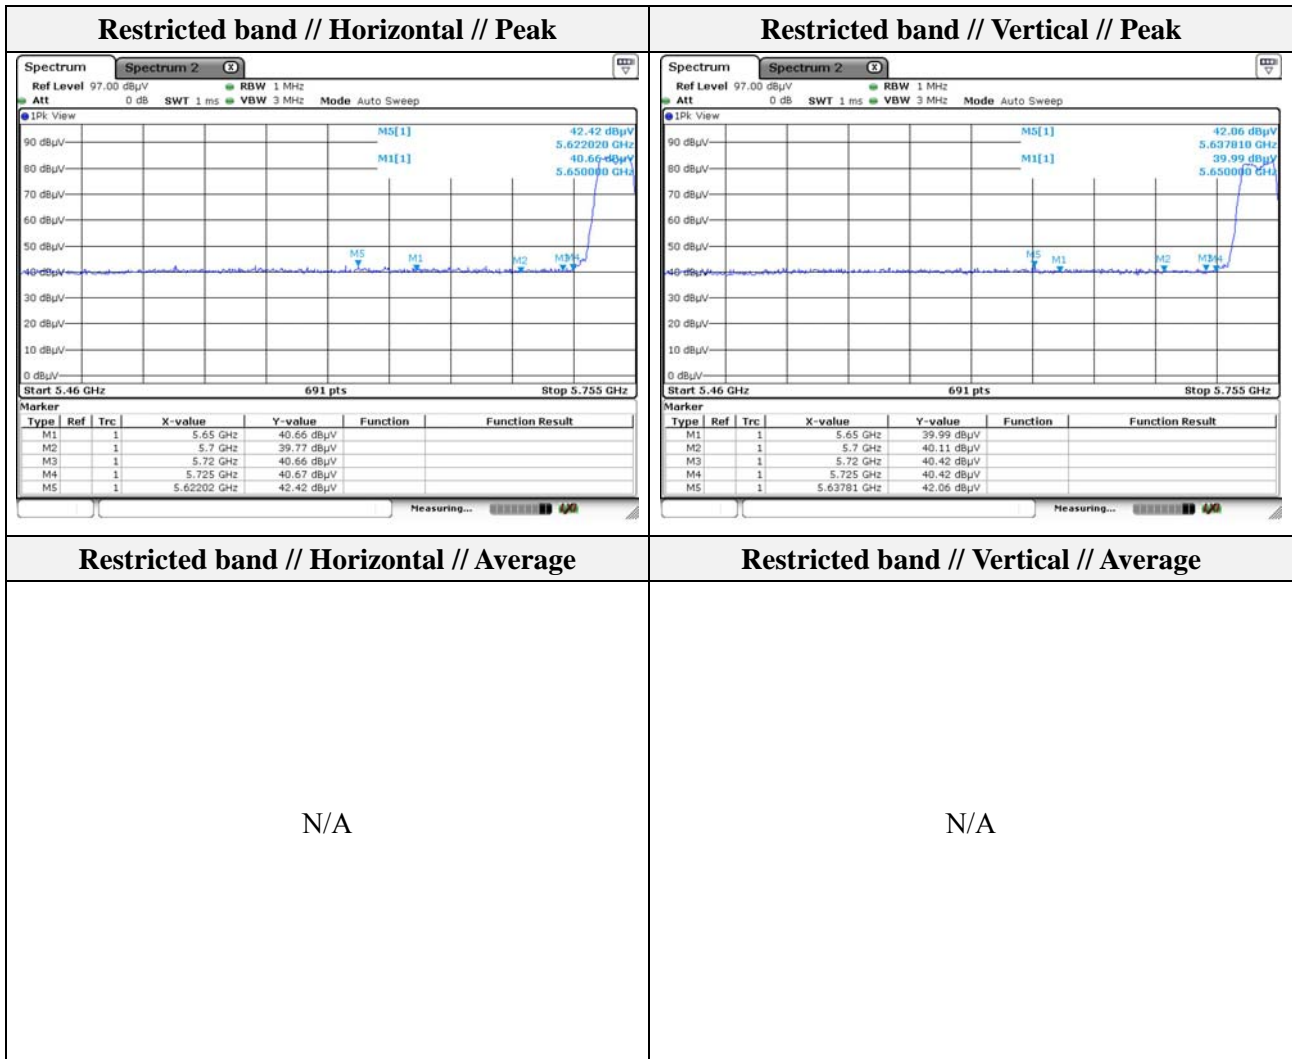 Restricted band // Horizontal // Peak
Spectrum Spectrum 2
Ref Level 97.00 dBµV RBW 1 MHz
Att 0 dB SWT 1 ms VBW 3 MHz Mode Auto Sweep
1Pk View
M5[1] 42.42 dBµV
5.622020 GHz
M1[1] 40.66 dBµV
5.650000 GHz
90 dBµV
80 dBµV
70 dBµV
60 dBµV
50 dBµV
40 dBµV
30 dBµV
20 dBµV
10 dBµV
0 dBµV
M5 M1 M2 M3 M4
Start 5.46 GHz 691 pts Stop 5.755 GHz
Marker
Type Ref Trc X-value Y-value Function Function Result
M1 1 5.65 GHz 40.66 dBµV
M2 1 5.7 GHz 39.77 dBµV
M3 1 5.72 GHz 40.66 dBµV
M4 1 5.725 GHz 40.67 dBµV
M5 1 5.62202 GHz 42.42 dBµV
Measuring...
Restricted band // Vertical // Peak
Spectrum Spectrum 2
Ref Level 97.00 dBµV RBW 1 MHz
Att 0 dB SWT 1 ms VBW 3 MHz Mode Auto Sweep
1Pk View
M5[1] 42.06 dBµV
5.637810 GHz
M1[1] 39.99 dBµV
5.650000 GHz
90 dBµV
80 dBµV
70 dBµV
60 dBµV
50 dBµV
40 dBµV
30 dBµV
20 dBµV
10 dBµV
0 dBµV
M5 M1 M2 M3 M4
Start 5.46 GHz 691 pts Stop 5.755 GHz
Marker
Type Ref Trc X-value Y-value Function Function Result
M1 1 5.65 GHz 39.99 dBµV
M2 1 5.7 GHz 40.11 dBµV
M3 1 5.72 GHz 40.42 dBµV
M4 1 5.725 GHz 40.42 dBµV
M5 1 5.63781 GHz 42.06 dBµV
Measuring...
Restricted band // Horizontal // Average
N/A
Restricted band // Vertical // Average
N/A